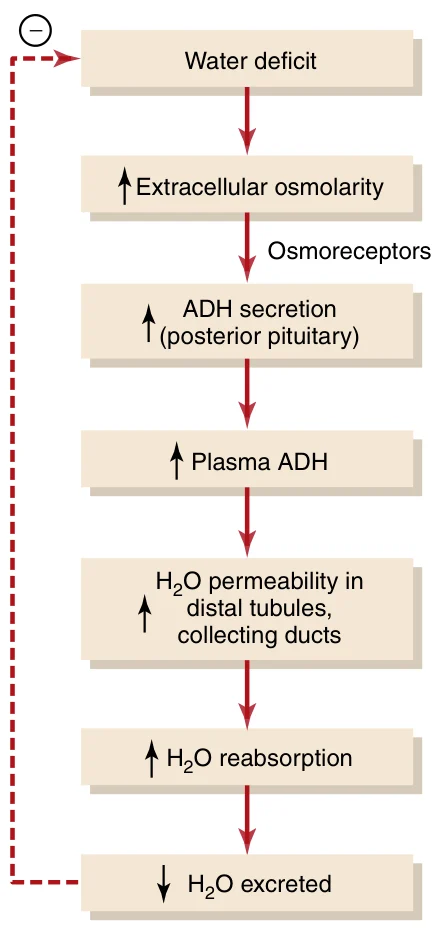 −
Water deficit
↑ Extracellular osmolarity
Osmoreceptors
↑ ADH secretion
(posterior pituitary)
↑ Plasma ADH
H₂O permeability in
↑ distal tubules,
collecting ducts
↑ H₂O reabsorption
↓ H₂O excreted